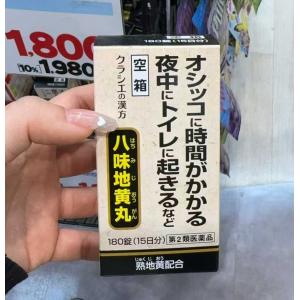 1,800
10% 1,980
オシッコに時間がかかる
夜中にトイレに起きるなど
空箱
クラシエの漢方
はちみじおうがん
八味地黄丸
180錠(15日分)
第2類医薬品
じゅくじおう
熟地黄配合